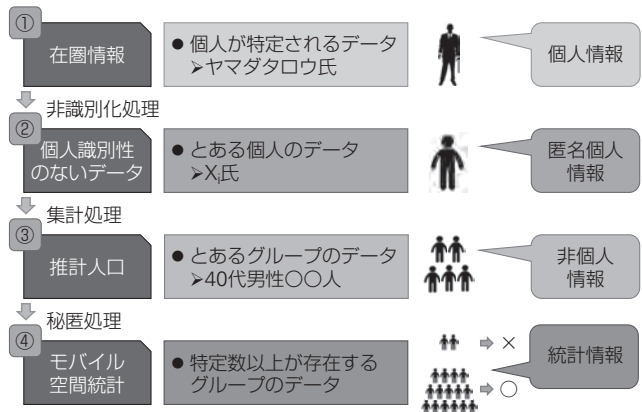 ①
在圏情報
● 個人が特定されるデータ
➢ヤマダタロウ氏
個人情報
非識別化処理
②
個人識別性
のないデータ
● とある個人のデータ
➢Xi氏
匿名個人
情報
集計処理
③
推計人口
● とあるグループのデータ
➢40代男性〇〇人
非個人
情報
秘匿処理
④
モバイル
空間統計
● 特定数以上が存在する
グループのデータ
⇒ ×
⇒ ○
統計情報